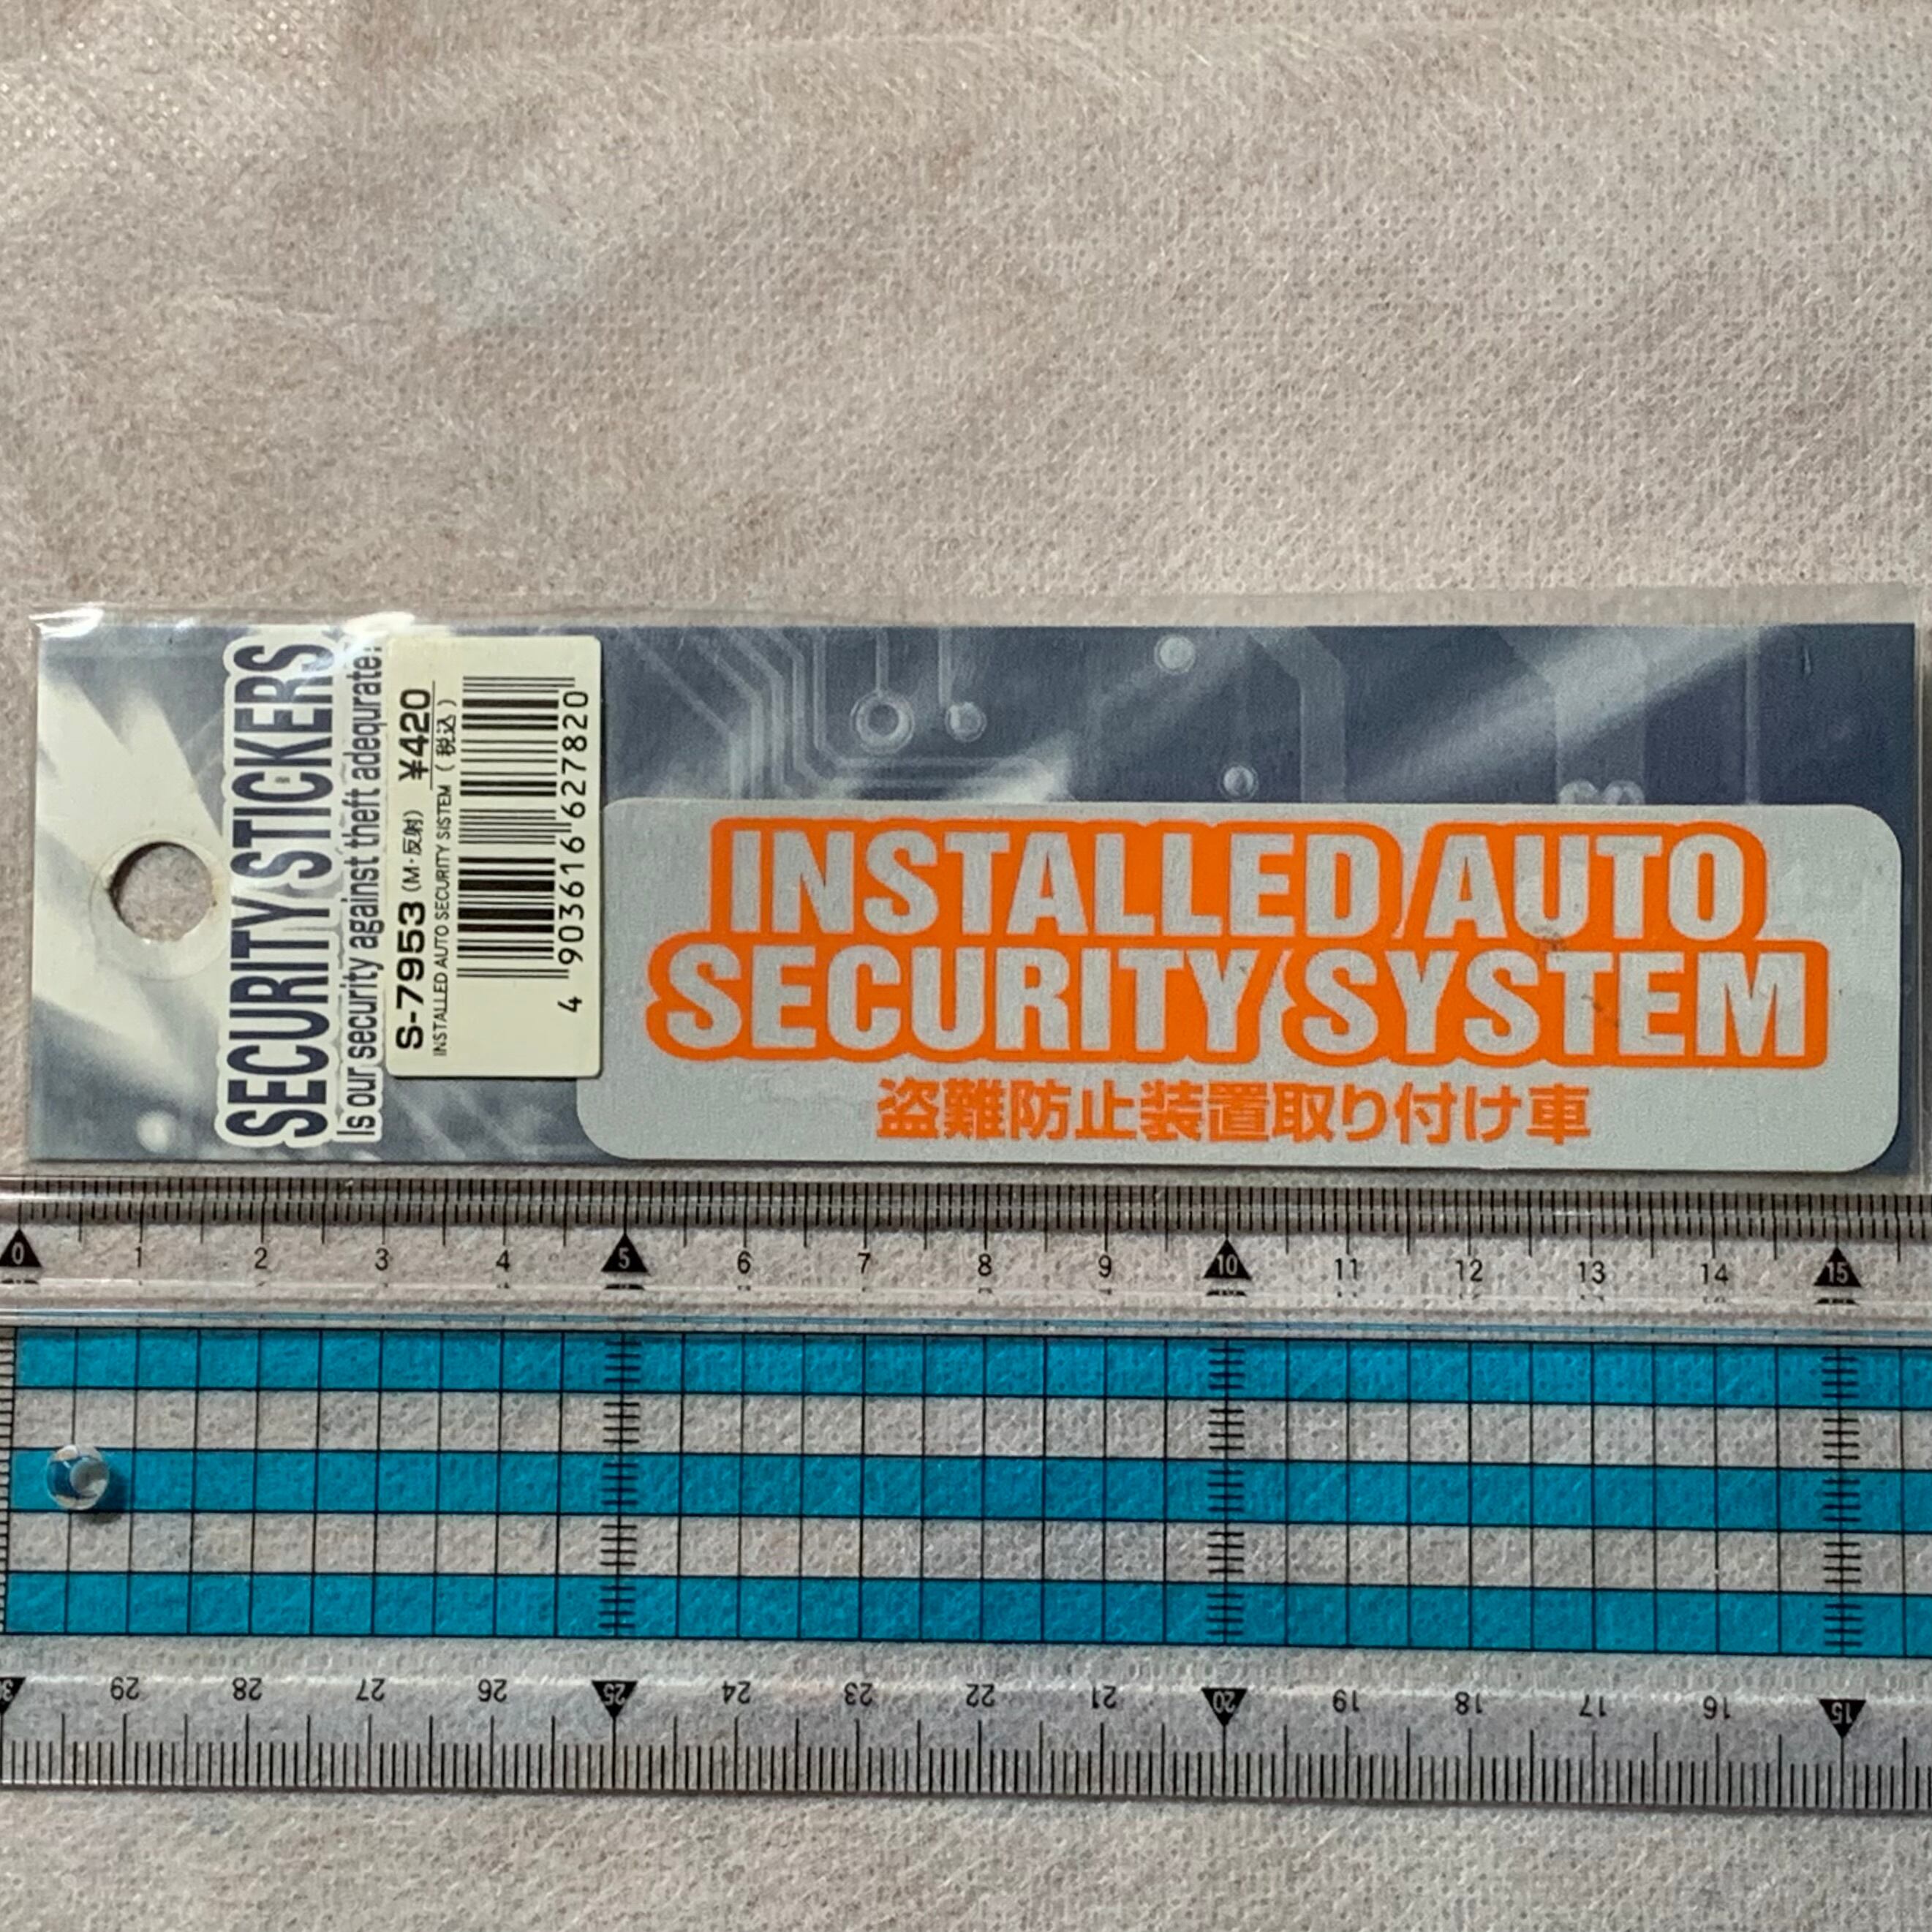 SECURITY STICKERS
Is our security against theft adequrate.
S-7953 (M・反射) ¥420
INSTALLED AUTO SECURITY SISTEM (税込)
4 903616 627820
INSTALLED AUTO
SECURITY SYSTEM
盗難防止装置取り付け車
0 1 2 3 4 5 6 7 8 9 10 11 12 13 14 15
30 29 28 27 26 25 24 23 22 21 20 19 18 17 16 15